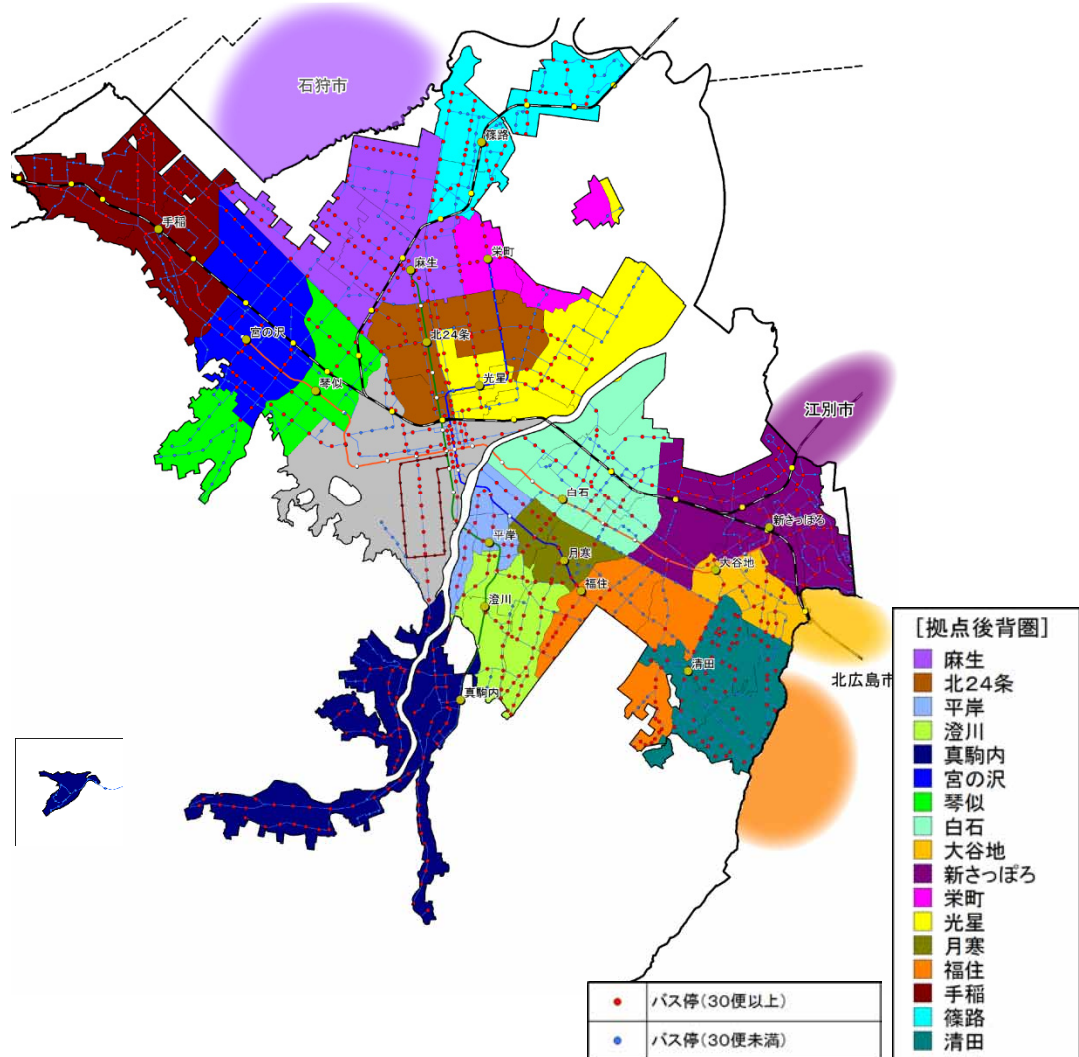 石狩市
篠路
手稲
栄町
麻生
宮の沢
北24条
琴似
光星
江別市
白石
新さっぽろ
平岸
月寒
大谷地
福住
澄川
清田
北広島市
真駒内
[拠点後背圏]
麻生
北24条
平岸
澄川
真駒内
宮の沢
琴似
白石
大谷地
新さっぽろ
栄町
光星
月寒
福住
手稲
篠路
清田
バス停(30便以上)
バス停(30便未満)